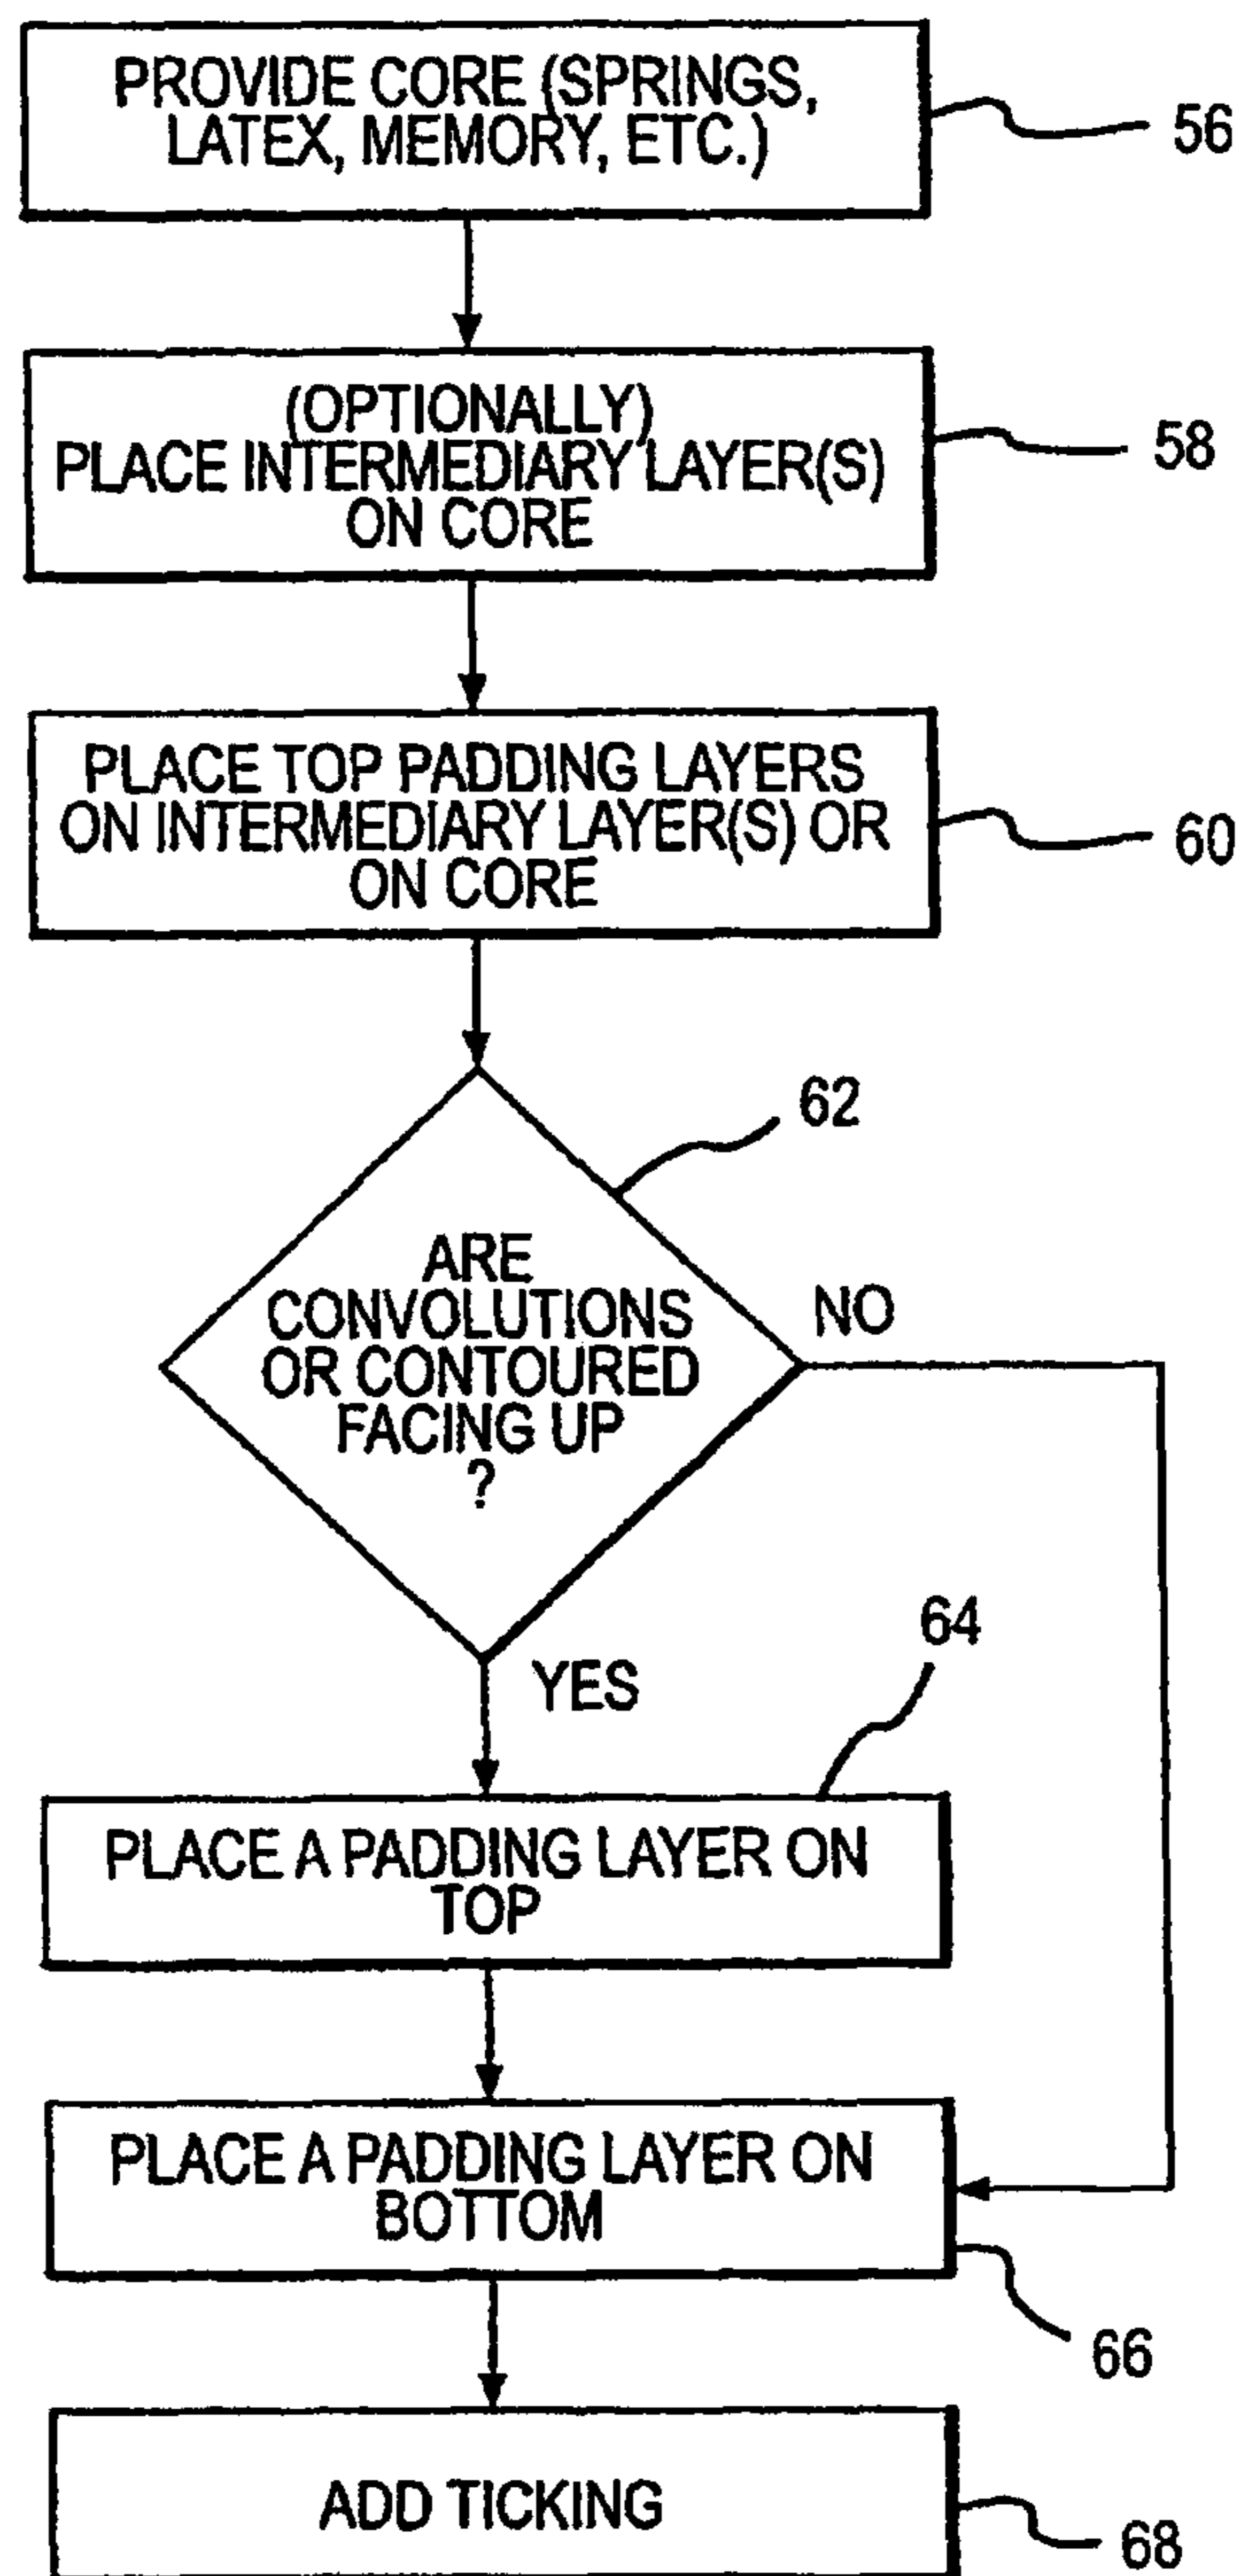 PROVIDE CORE (SPRINGS,
LATEX, MEMORY, ETC.)
56
(OPTIONALLY)
PLACE INTERMEDIARY LAYER(S)
ON CORE
58
PLACE TOP PADDING LAYERS
ON INTERMEDIARY LAYER(S) OR
ON CORE
60
62
ARE
CONVOLUTIONS
OR CONTOURED
FACING UP
?
NO
YES
64
PLACE A PADDING LAYER ON
TOP
PLACE A PADDING LAYER ON
BOTTOM
66
ADD TICKING
68